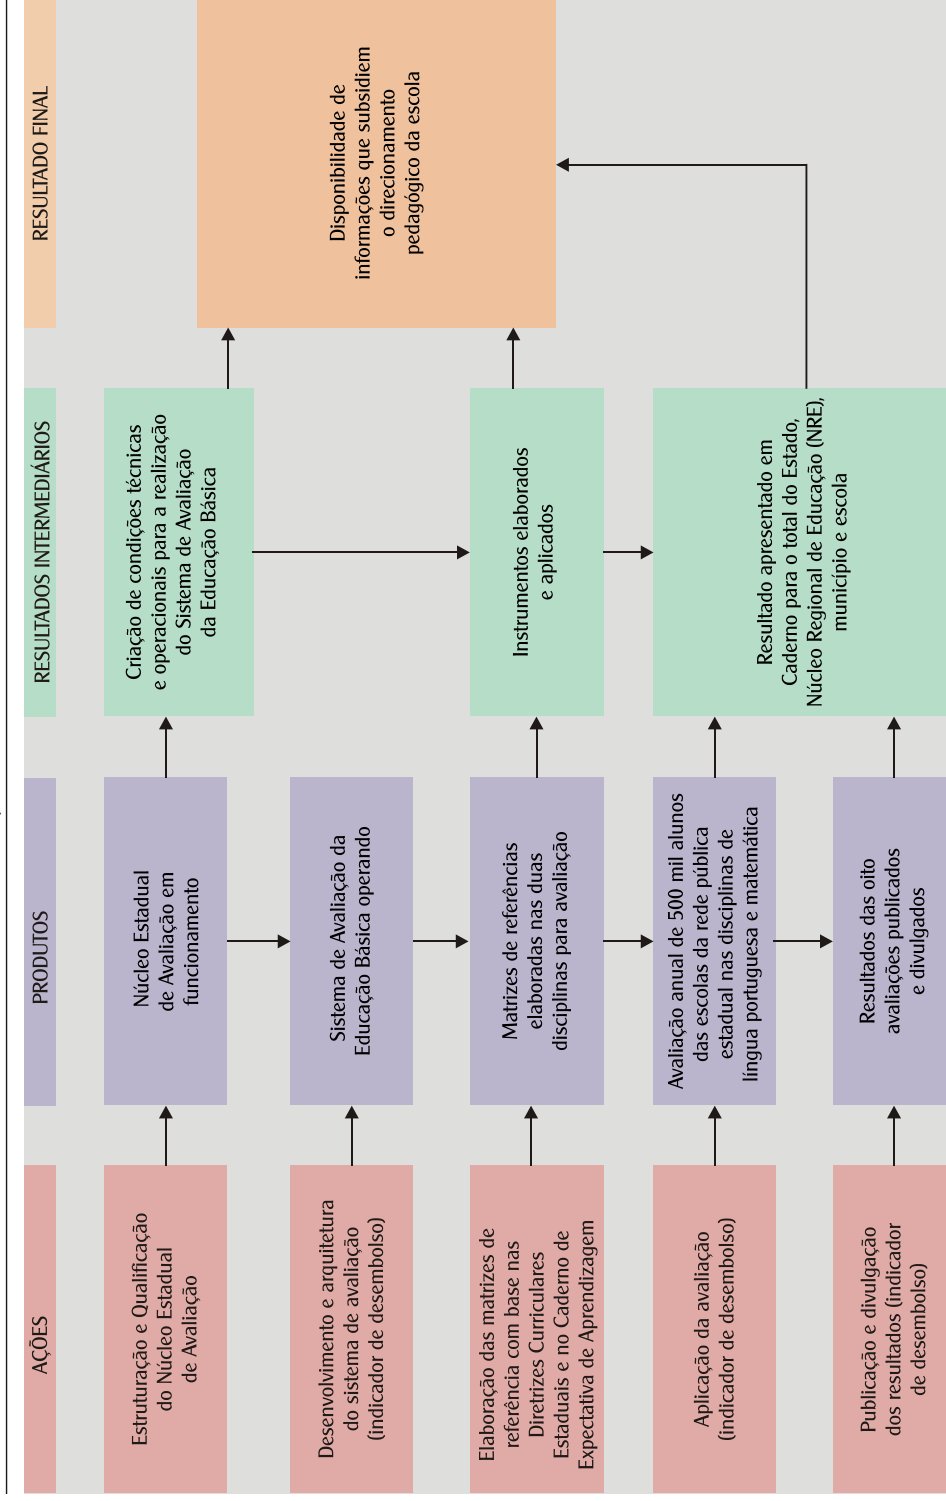 AÇÕES
PRODUTOS
RESULTADOS INTERMEDIÁRIOS
RESULTADO FINAL
Estruturação e Qualificação
do Núcleo Estadual
de Avaliação
Núcleo Estadual
de Avaliação em
funcionamento
Criação de condições técnicas
e operacionais para a realização
do Sistema de Avaliação
da Educação Básica
Disponibilidade de
informações que subsidiem
o direcionamento
pedagógico da escola
Desenvolvimento e arquitetura
do sistema de avaliação
(indicador de desembolso)
Sistema de Avaliação da
Educação Básica operando
Elaboração das matrizes de
referência com base nas
Diretrizes Curriculares
Estaduais e no Caderno de
Expectativa de Aprendizagem
Matrizes de referências
elaboradas nas duas
disciplinas para avaliação
Instrumentos elaborados
e aplicados
Aplicação da avaliação
(indicador de desembolso)
Avaliação anual de 500 mil alunos
das escolas da rede pública
estadual nas disciplinas de
língua portuguesa e matemática
Resultado apresentado em
Caderno para o total do Estado,
Núcleo Regional de Educação (NRE),
município e escola
Publicação e divulgação
dos resultados (indicador
de desembolso)
Resultados das oito
avaliações publicados
e divulgados